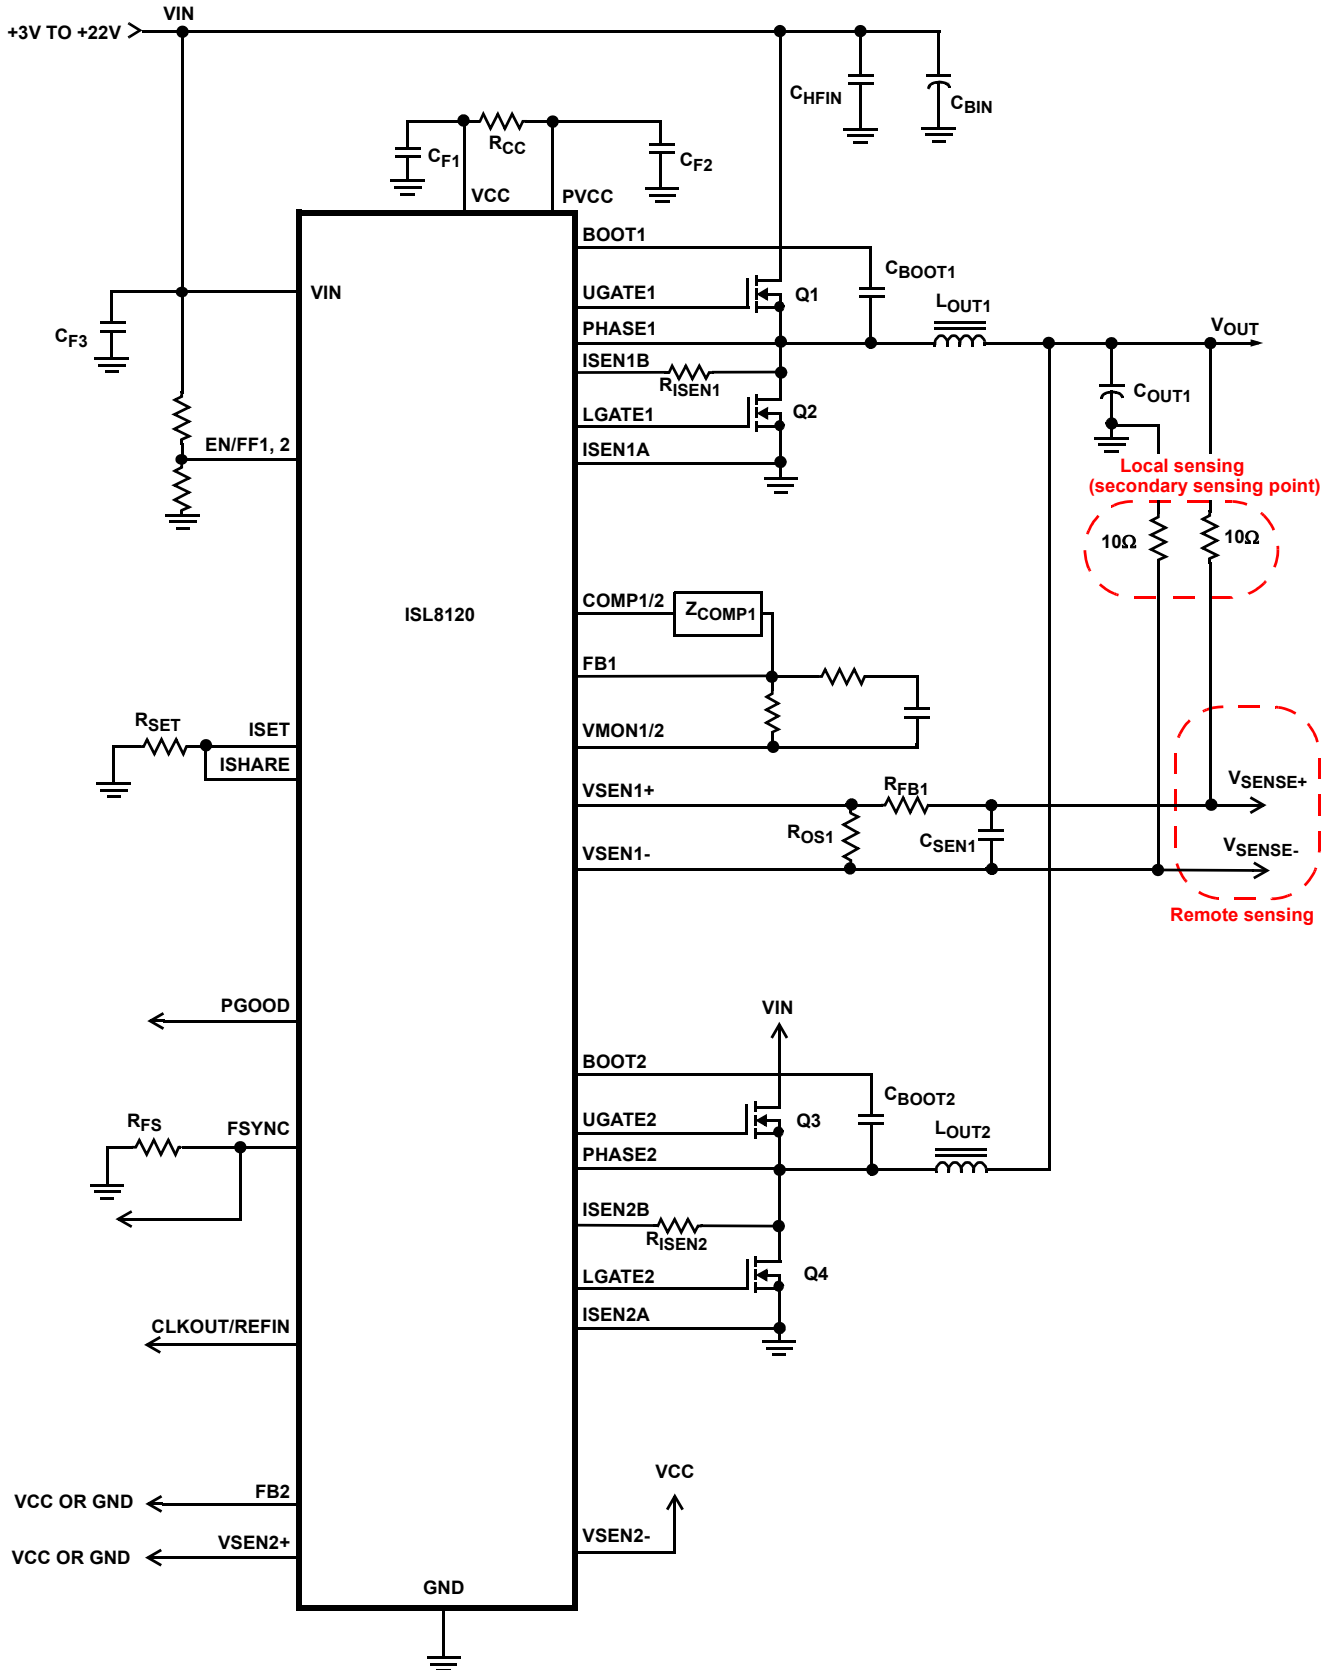 VIN
+3V TO +22V
CHFIN
CBIN
CF1
RCC
CF2
VCC
PVCC
BOOT1
CBOOT1
VIN
UGATE1
Q1
LOUT1
CF3
PHASE1
VOUT
ISEN1B
RISEN1
COUT1
LGATE1
Q2
EN/FF1, 2
ISEN1A
Local sensing
(secondary sensing point)
10Ω
10Ω
COMP1/2
ZCOMP1
ISL8120
FB1
RSET
ISET
VMON1/2
ISHARE
VSEN1+
RFB1
VSENSE+
ROS1
CSEN1
VSEN1-
VSENSE-
Remote sensing
PGOOD
VIN
BOOT2
CBOOT2
RFS
FSYNC
UGATE2
Q3
LOUT2
PHASE2
ISEN2B
RISEN2
LGATE2
Q4
ISEN2A
CLKOUT/REFIN
VCC
VCC OR GND
FB2
VSEN2+
VSEN2-
VCC OR GND
GND